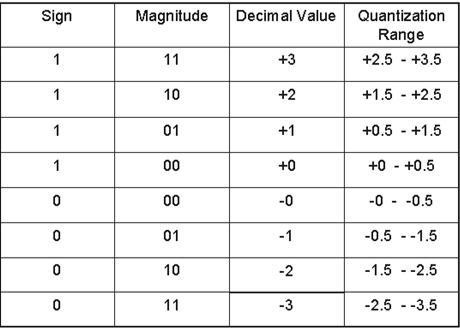 Sign Magnitude Decimal Value Quantization Range
1 11 +3 +2.5 - +3.5
1 10 +2 +1.5 - +2.5
1 01 +1 +0.5 - +1.5
1 00 +0 +0 - +0.5
0 00 -0 -0 - -0.5
0 01 -1 -0.5 - -1.5
0 10 -2 -1.5 - -2.5
0 11 -3 -2.5 - -3.5